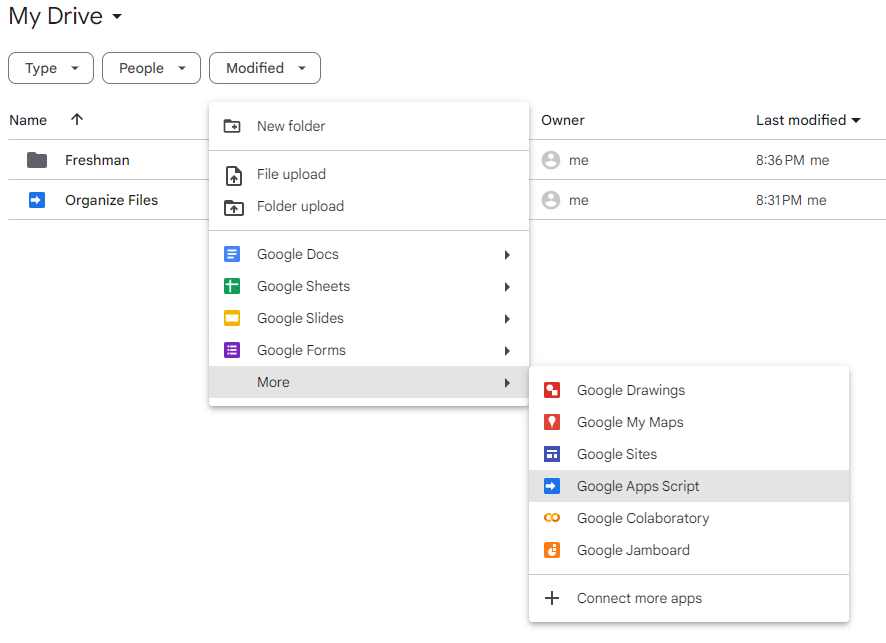 My Drive
Type People Modified
Name Owner Last modified
New folder
Freshman me 8:36 PM me
File upload
Organize Files me 8:31 PM me
Folder upload
Google Docs
Google Sheets
Google Slides
Google Forms
More
Google Drawings
Google My Maps
Google Sites
Google Apps Script
Google Colaboratory
Google Jamboard
Connect more apps